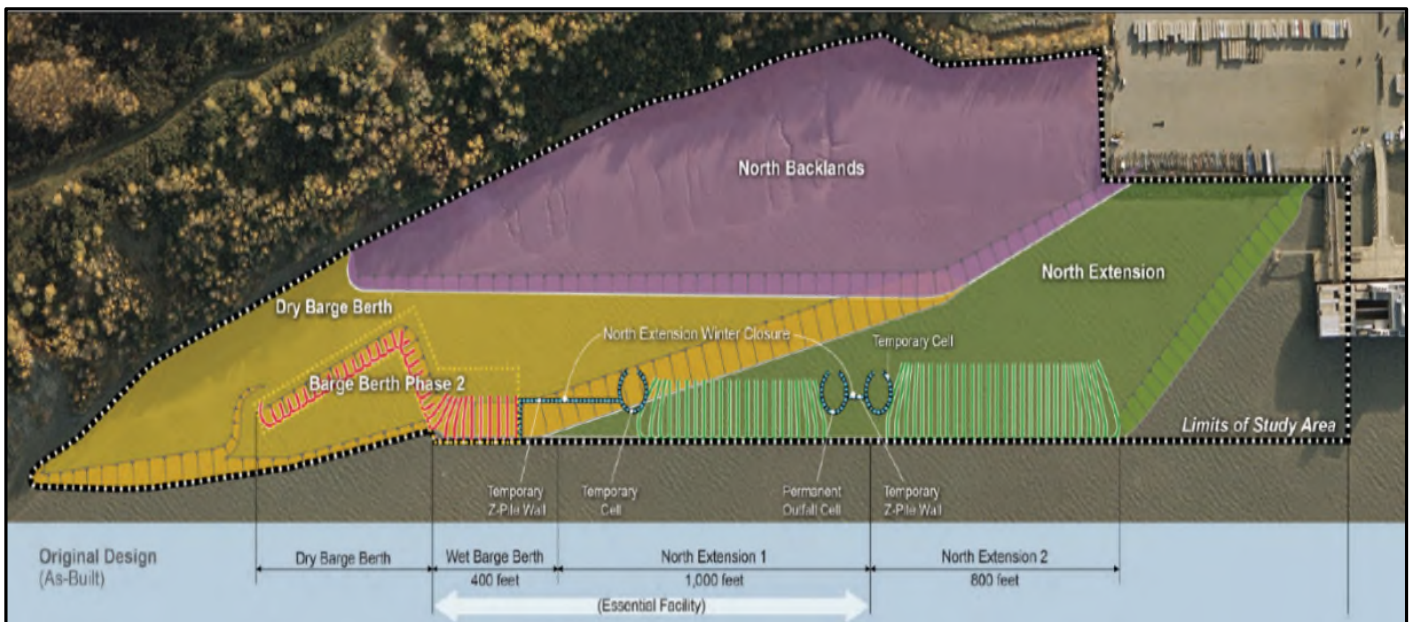 North Backlands
North Extension
Dry Barge Berth
North Extension Winter Closure
Temporary Cell
Barge Berth Phase 2
Limits of Study Area
Temporary
Z-Pile Wall
Temporary
Cell
Permanent
Outfall Cell
Temporary
Z-Pile Wall
Original Design
(As-Built)
Dry Barge Berth
Wet Barge Berth
400 feet
North Extension 1
1,000 feet
North Extension 2
800 feet
(Essential Facility)